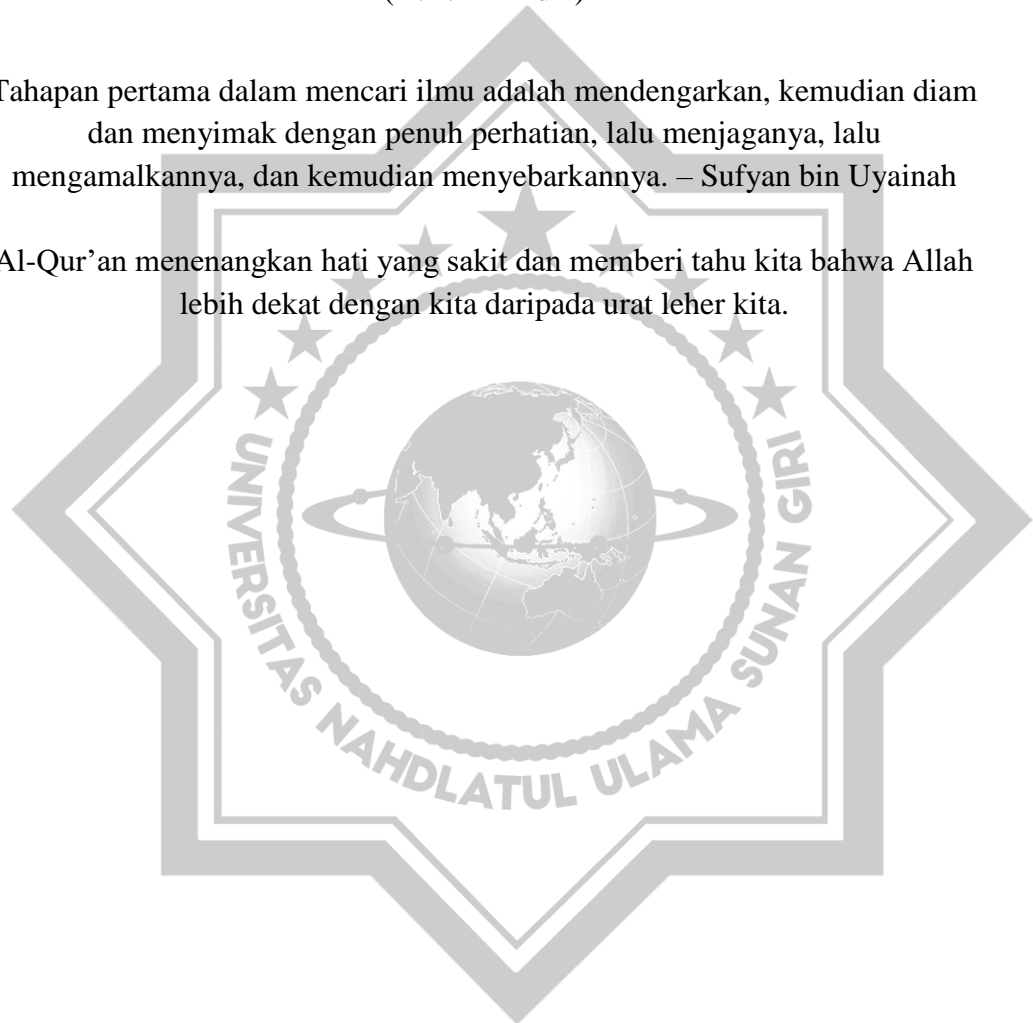 Tahapan pertama dalam mencari ilmu adalah mendengarkan, kemudian diam
dan menyimak dengan penuh perhatian, lalu menjaganya, lalu
mengamalkannya, dan kemudian menyebarkannya. – Sufyan bin Uyainah
Al-Qur’an menenangkan hati yang sakit dan memberi tahu kita bahwa Allah
lebih dekat dengan kita daripada urat leher kita.
UNIVERSITAS NAHDLATUL ULAMA SUNAN GIRI